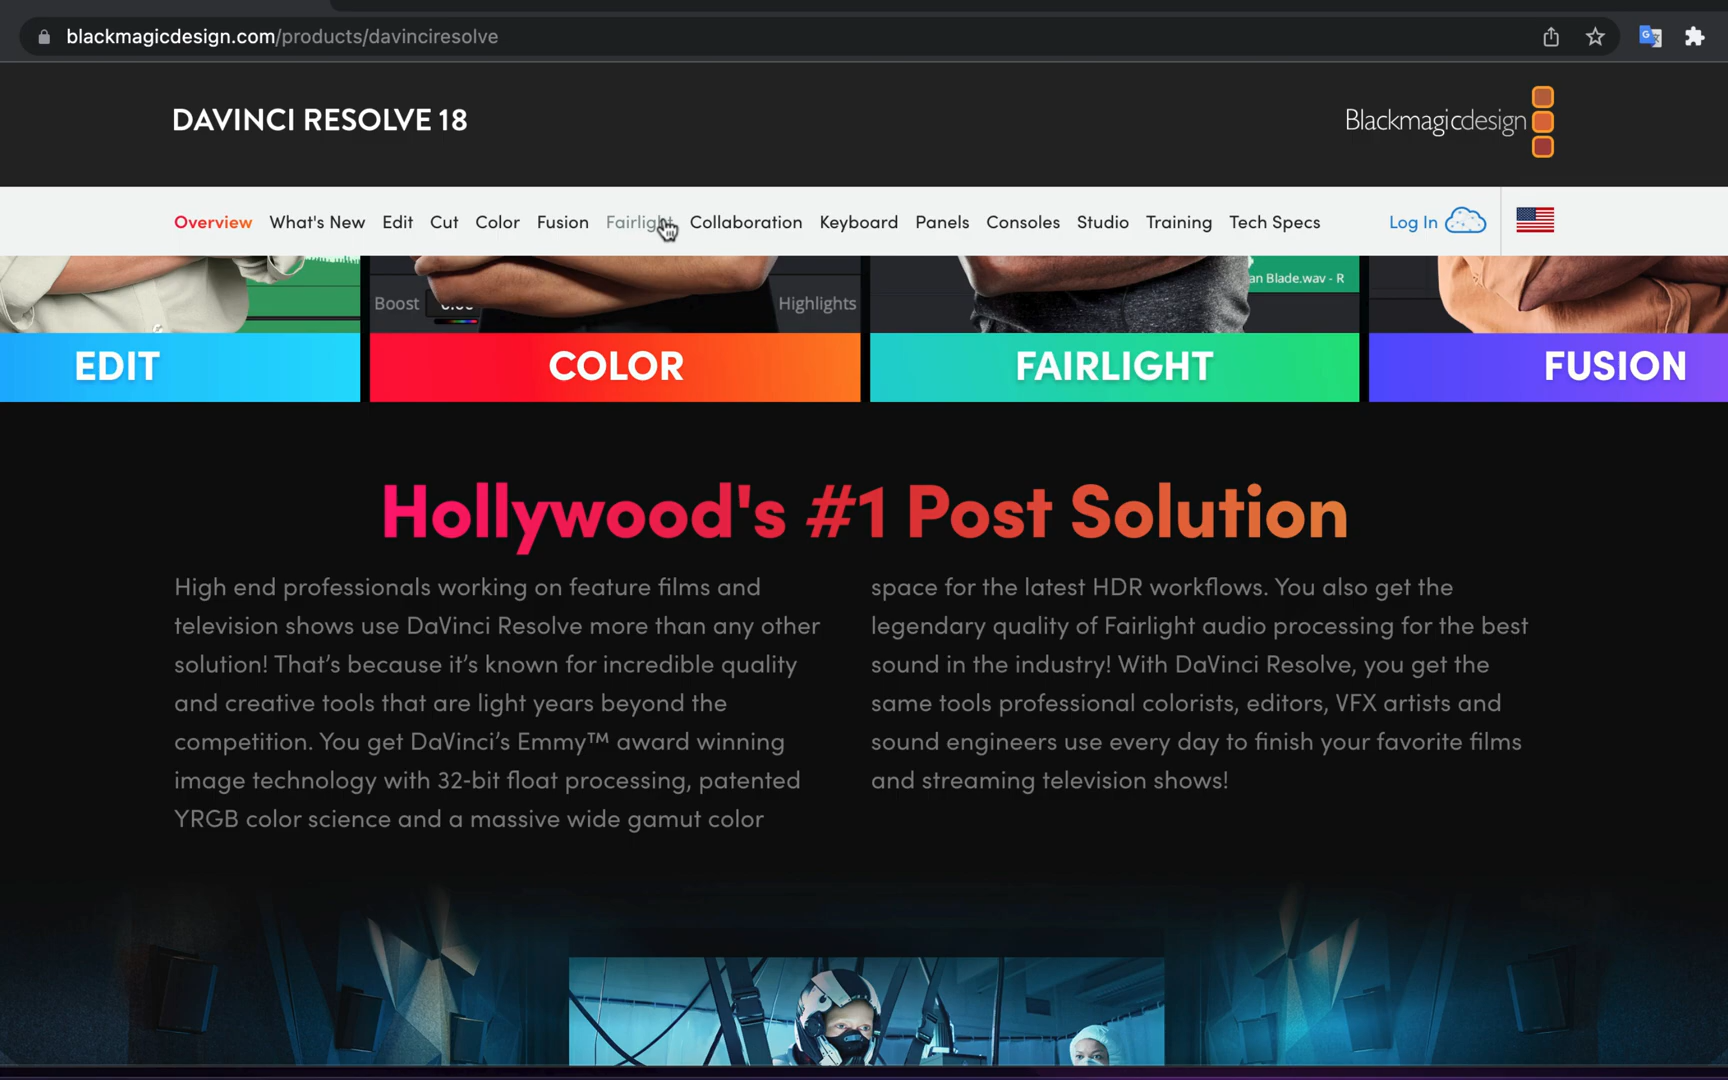 blackmagicdesign.com/products/davinciresolve
DAVINCI RESOLVE 18
Blackmagicdesign
Overview What's New Edit Cut Color Fusion Fairlight Collaboration Keyboard Panels Consoles Studio Training Tech Specs Log In
Boost
Highlights
an Blade.wav - R
EDIT
COLOR
FAIRLIGHT
FUSION
Hollywood's #1 Post Solution
High end professionals working on feature films and
television shows use DaVinci Resolve more than any other
solution! That’s because it’s known for incredible quality
and creative tools that are light years beyond the
competition. You get DaVinci’s Emmy™ award winning
image technology with 32-bit float processing, patented
YRGB color science and a massive wide gamut color
space for the latest HDR workflows. You also get the
legendary quality of Fairlight audio processing for the best
sound in the industry! With DaVinci Resolve, you get the
same tools professional colorists, editors, VFX artists and
sound engineers use every day to finish your favorite films
and streaming television shows!